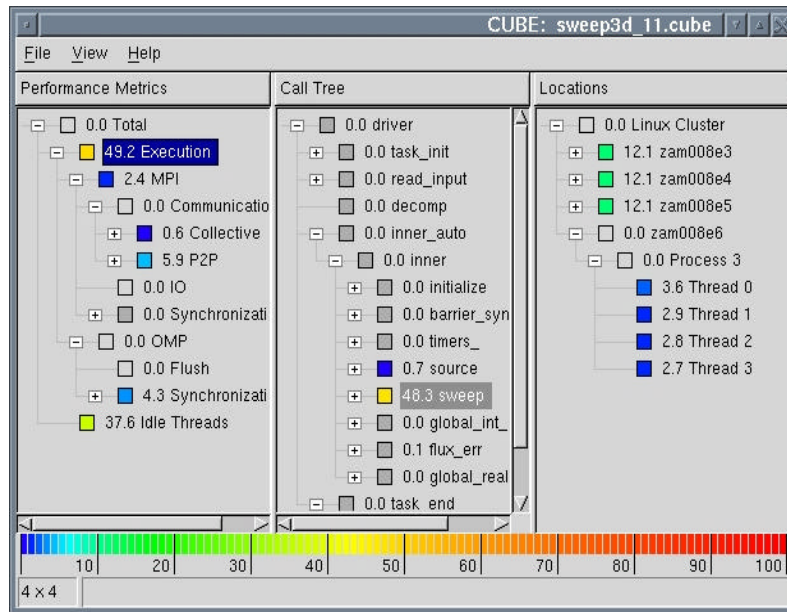 CUBE: sweep3d_11.cube
File View Help
Performance Metrics
0.0 Total
49.2 Execution
2.4 MPI
0.0 Communicatio
0.6 Collective
5.9 P2P
0.0 IO
0.0 Synchronizati
0.0 OMP
0.0 Flush
4.3 Synchronizati
37.6 Idle Threads
Call Tree
0.0 driver
0.0 task_init
0.0 read_input
0.0 decomp
0.0 inner_auto
0.0 inner
0.0 initialize
0.0 barrier_syn
0.0 timers_
0.7 source
48.3 sweep
0.0 global_int_
0.1 flux_err
0.0 global_real
0.0 task_end
Locations
0.0 Linux Cluster
12.1 zam008e3
12.1 zam008e4
12.1 zam008e5
0.0 zam008e6
0.0 Process 3
3.6 Thread 0
2.9 Thread 1
2.8 Thread 2
2.7 Thread 3
10 20 30 40 50 60 70 80 90 100
4 x 4